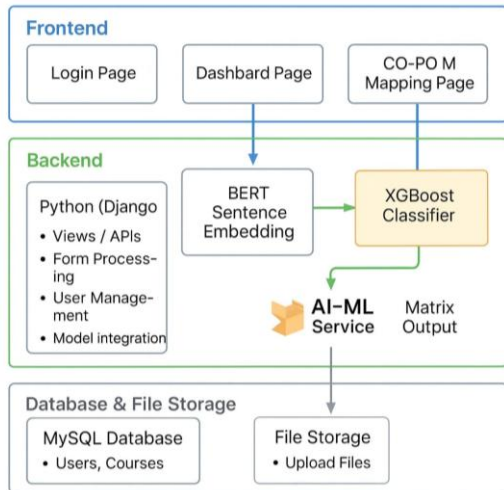 Frontend
Login Page
Dashbard Page
CO-PO M
Mapping Page
Backend
Python (Django
• Views / APIs
• Form Process-
ing
• User Manage-
ment
• Model integration
BERT
Sentence
Embedding
XGBoost
Classifier
AI-ML
Service
Matrix
Output
Database & File Storage
MySQL Database
• Users, Courses
File Storage
• Upload Files